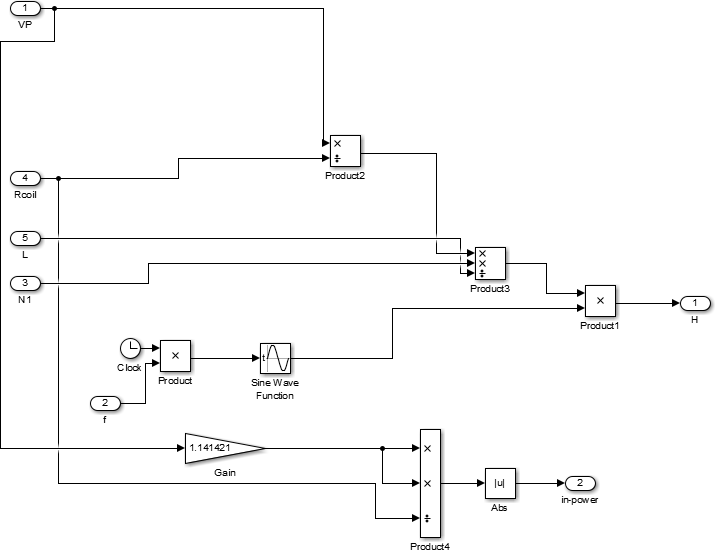 1
VP
×
÷
Product2
4
Rcoil
5
L
3
N1
×
×
÷
Product3
×
Product1
1
H
Clock
×
Product
t
Sine Wave
Function
2
f
1.141421
Gain
×
×
÷
Product4
|u|
Abs
2
in-power